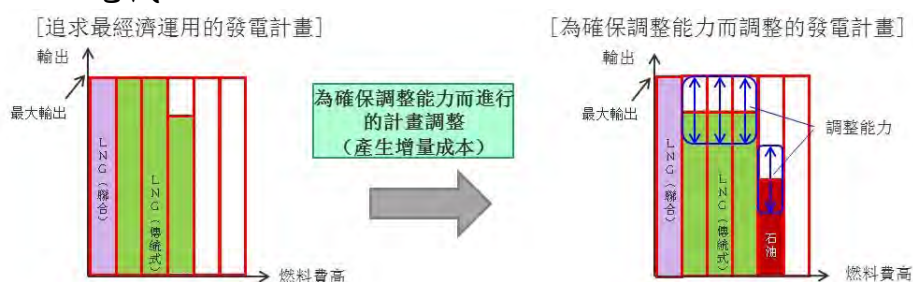 [追求最經濟運用的發電計畫]
輸出
最大輸出
LNG（聯合）
LNG（傳統式）
燃料費高
為確保調整能力而進行
的計畫調整
（產生增量成本）
[為確保調整能力而調整的發電計畫]
輸出
最大輸出
調整能力
LNG（聯合）
LNG（傳統式）
石油
燃料費高